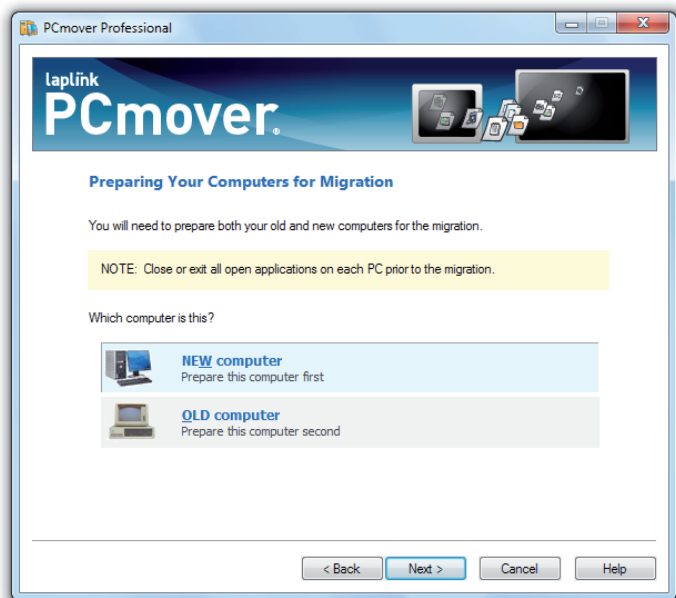 PCmover Professional
laplink
PCmover.
Preparing Your Computers for Migration
You will need to prepare both your old and new computers for the migration.
NOTE: Close or exit all open applications on each PC prior to the migration.
Which computer is this?
NEW computer
Prepare this computer first
OLD computer
Prepare this computer second
< Back
Next >
Cancel
Help